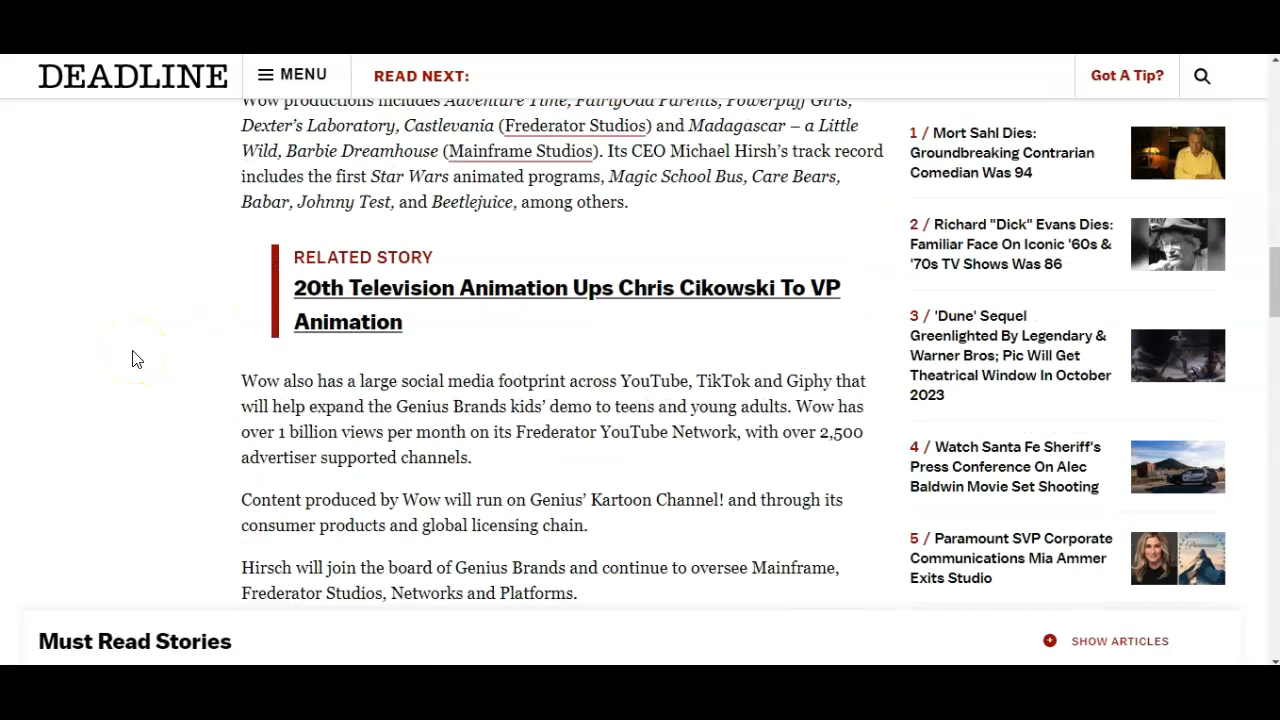 DEADLINE
MENU
READ NEXT:
Got A Tip?
Wow productions includes Adventure Time, FairlyOdd Parents, Powerpuff Girls,
Dexter's Laboratory, Castlevania (Frederator Studios) and Madagascar – a Little
Wild, Barbie Dreamhouse (Mainframe Studios). Its CEO Michael Hirsh's track record
includes the first Star Wars animated programs, Magic School Bus, Care Bears,
Babar, Johnny Test, and Beetlejuice, among others.
RELATED STORY
20th Television Animation Ups Chris Cikowski To VP
Animation
Wow also has a large social media footprint across YouTube, TikTok and Giphy that
will help expand the Genius Brands kids' demo to teens and young adults. Wow has
over 1 billion views per month on its Frederator YouTube Network, with over 2,500
advertiser supported channels.
Content produced by Wow will run on Genius' Kartoon Channel! and through its
consumer products and global licensing chain.
Hirsch will join the board of Genius Brands and continue to oversee Mainframe,
Frederator Studios, Networks and Platforms.
1 / Mort Sahl Dies:
Groundbreaking Contrarian
Comedian Was 94
2 / Richard "Dick" Evans Dies:
Familiar Face On Iconic '60s &
'70s TV Shows Was 86
3 / 'Dune' Sequel
Greenlighted By Legendary &
Warner Bros; Pic Will Get
Theatrical Window In October
2023
4 / Watch Santa Fe Sheriff's
Press Conference On Alec
Baldwin Movie Set Shooting
5 / Paramount SVP Corporate
Communications Mia Ammer
Exits Studio
Must Read Stories
SHOW ARTICLES